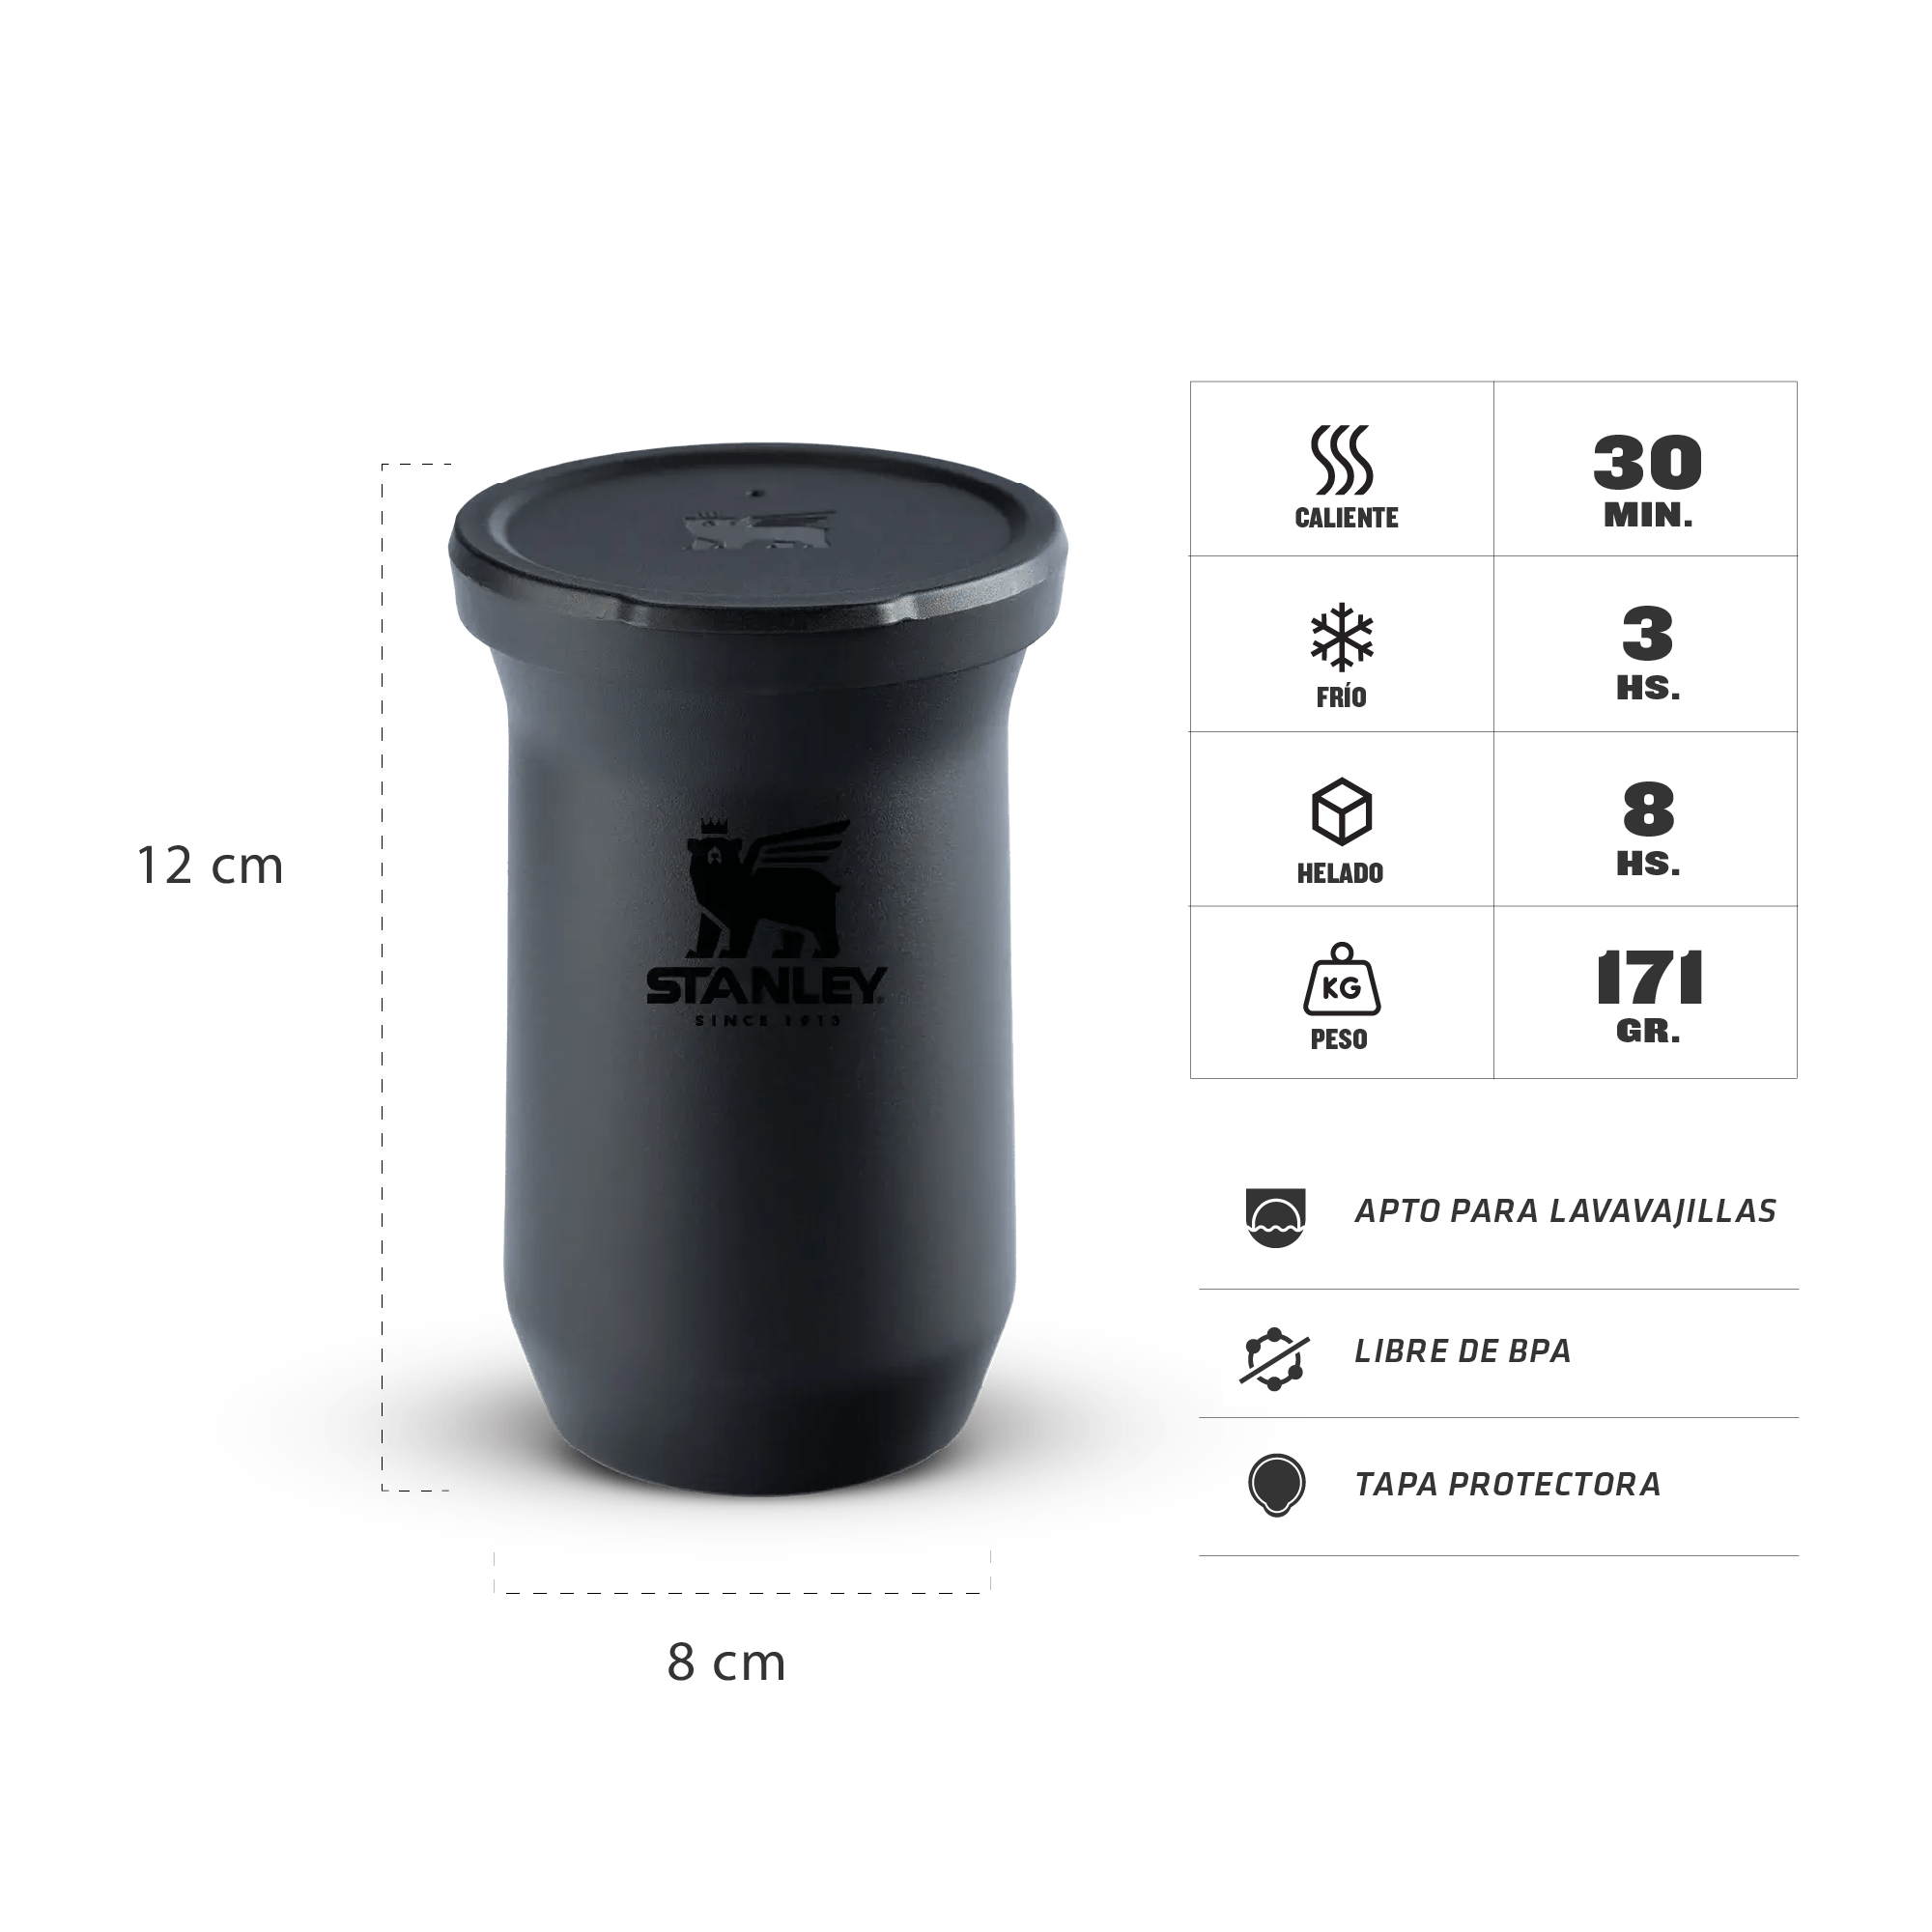 12 cm
STANLEY
SINCE 1913
8 cm
CALIENTE
30
MIN.
FRÍO
3
HS.
HELADO
8
HS.
KG
PESO
171
GR.
APTO PARA LAVAVAJILLAS
LIBRE DE BPA
TAPA PROTECTORA